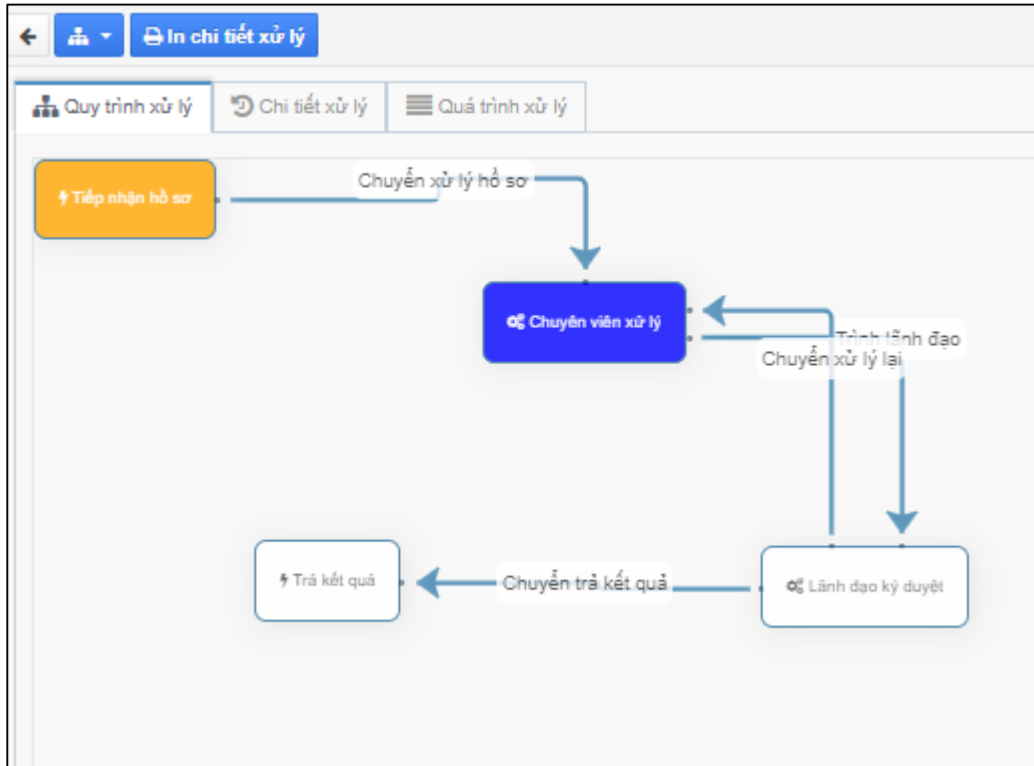 In chi tiết xử lý
Quy trình xử lý
Chi tiết xử lý
Quá trình xử lý
Chuyển xử lý hồ sơ
Tiếp nhận hồ sơ
Chuyên viên xử lý
Trình lãnh đạo
Chuyển xử lý lại
Trả kết quả
Chuyển trả kết quả
Lãnh đạo ký duyệt